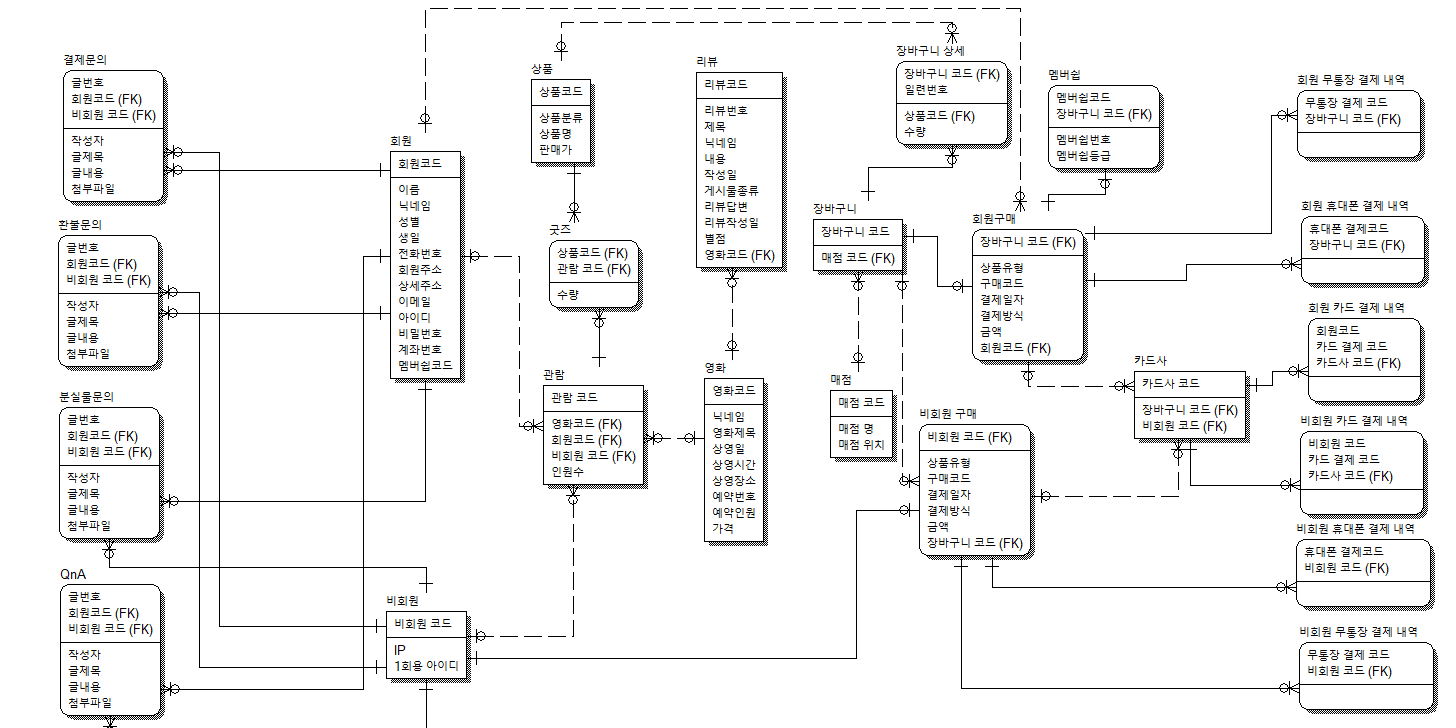 결제문의
글번호
회원코드 (FK)
비회원 코드 (FK)
작성자
글제목
글내용
첨부파일
환불문의
글번호
회원코드 (FK)
비회원 코드 (FK)
작성자
글제목
글내용
첨부파일
분실물문의
글번호
회원코드 (FK)
비회원 코드 (FK)
작성자
글제목
글내용
첨부파일
QnA
글번호
회원코드 (FK)
비회원 코드 (FK)
작성자
글제목
글내용
첨부파일
회원
회원코드
이름
닉네임
성별
생일
전화번호
회원주소
상세주소
이메일
아이디
비밀번호
계좌번호
멤버쉽코드
비회원
비회원 코드
IP
1회용 아이디
상품
상품코드
상품분류
상품명
판매가
굿즈
상품코드 (FK)
관람 코드 (FK)
수량
관람
관람 코드
영화코드 (FK)
회원코드 (FK)
비회원 코드 (FK)
인원수
리뷰
리뷰코드
리뷰번호
제목
닉네임
내용
작성일
게시물종류
리뷰답변
리뷰작성일
별점
영화코드 (FK)
영화
영화코드
닉네임
영화제목
상영일
상영시간
상영장소
예약번호
예약인원
가격
장바구니 상세
장바구니 코드 (FK)
일련번호
상품코드 (FK)
수량
장바구니
장바구니 코드
매점 코드 (FK)
매점
매점 코드
매점 명
매점 위치
멤버쉽
멤버쉽코드
장바구니 코드 (FK)
멤버쉽번호
멤버쉽등급
회원구매
장바구니 코드 (FK)
상품유형
구매코드
결제일자
결제방식
금액
회원코드 (FK)
비회원 구매
비회원 코드 (FK)
상품유형
구매코드
결제일자
결제방식
금액
장바구니 코드 (FK)
카드사
카드사 코드
장바구니 코드 (FK)
비회원 코드 (FK)
회원 무통장 결제 내역
무통장 결제 코드
장바구니 코드 (FK)
회원 휴대폰 결제 내역
휴대폰 결제코드
장바구니 코드 (FK)
회원 카드 결제 내역
회원코드
카드 결제 코드
카드사 코드 (FK)
비회원 카드 결제 내역
비회원 코드
카드 결제 코드
카드사 코드 (FK)
비회원 휴대폰 결제 내역
휴대폰 결제코드
비회원 코드 (FK)
비회원 무통장 결제 내역
무통장 결제 코드
비회원 코드 (FK)